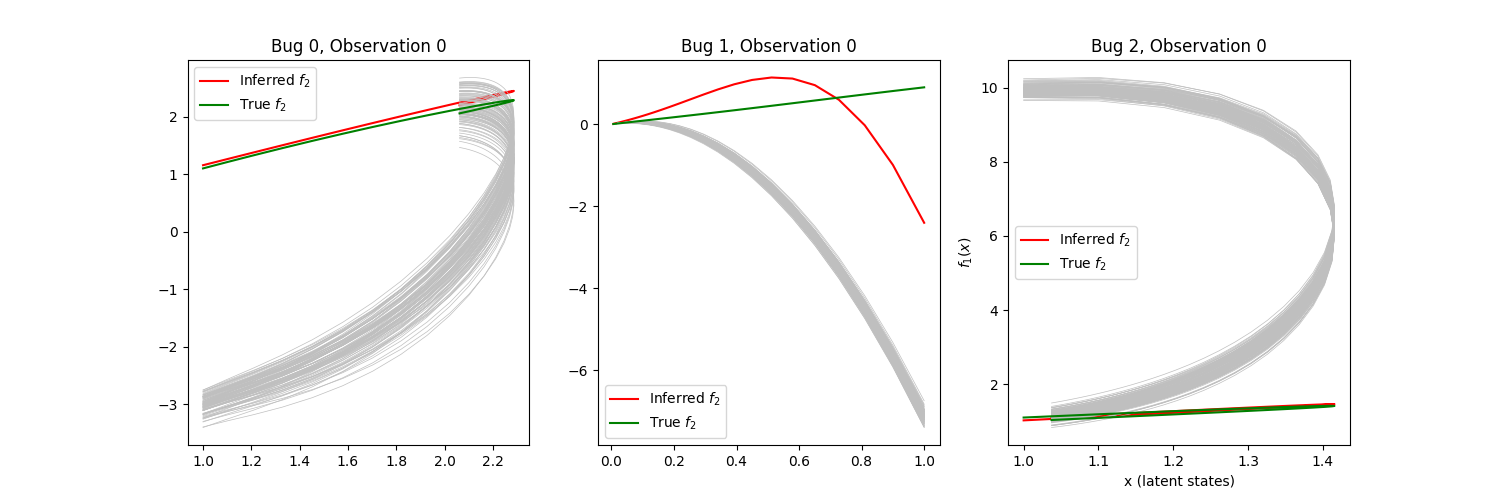 Bug 0, Observation 0
Inferred f₂
True f₂
2
1
0
−1
−2
−3
1.0 1.2 1.4 1.6 1.8 2.0 2.2
Bug 1, Observation 0
0
−2
−4
−6
Inferred f₂
True f₂
0.0 0.2 0.4 0.6 0.8 1.0
Bug 2, Observation 0
10
8
6
4
2
f₁(x)
Inferred f₂
True f₂
1.0 1.1 1.2 1.3 1.4
x (latent states)